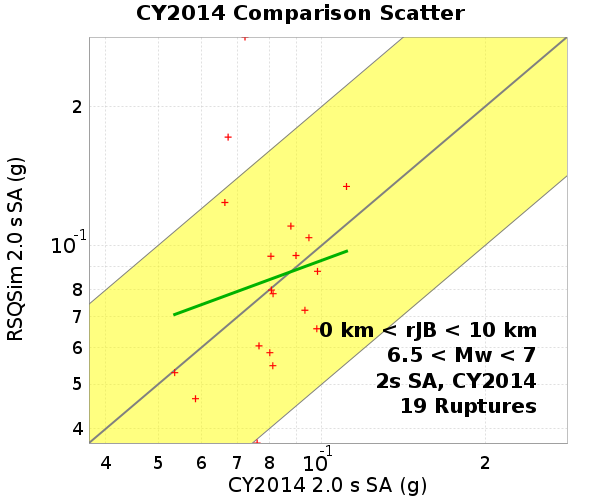 CY2014 Comparison Scatter
RSQSim 2.0 s SA (g)
2
10-1
8
7
6
5
4
0 km < rJB < 10 km
6.5 < Mw < 7
2s SA, CY2014
19 Ruptures
4 5 6 7 8 10-1 2
CY2014 2.0 s SA (g)